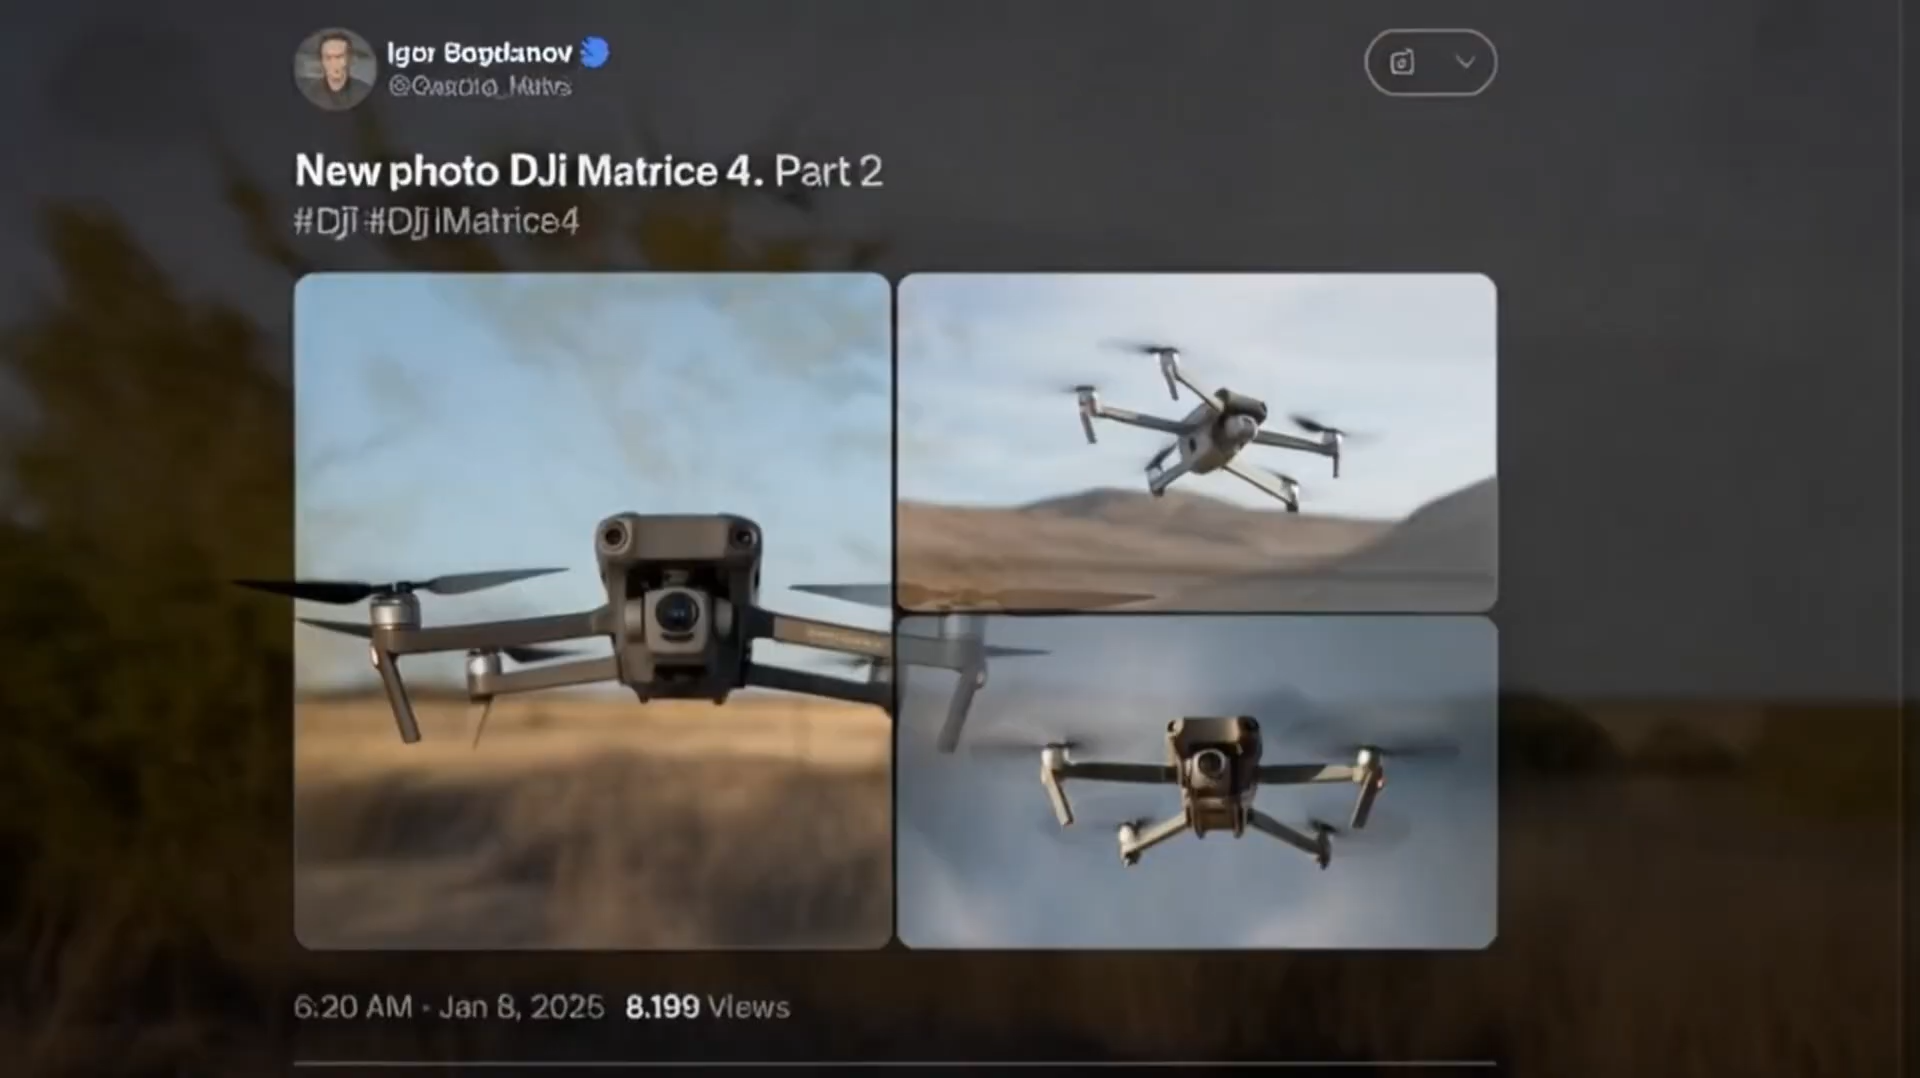 Igor Bogdanov
New photo DJi Matrice 4. Part 2
#Dji #DjiMatrice4
6:20 AM · Jan 8, 2025 8.199 Views